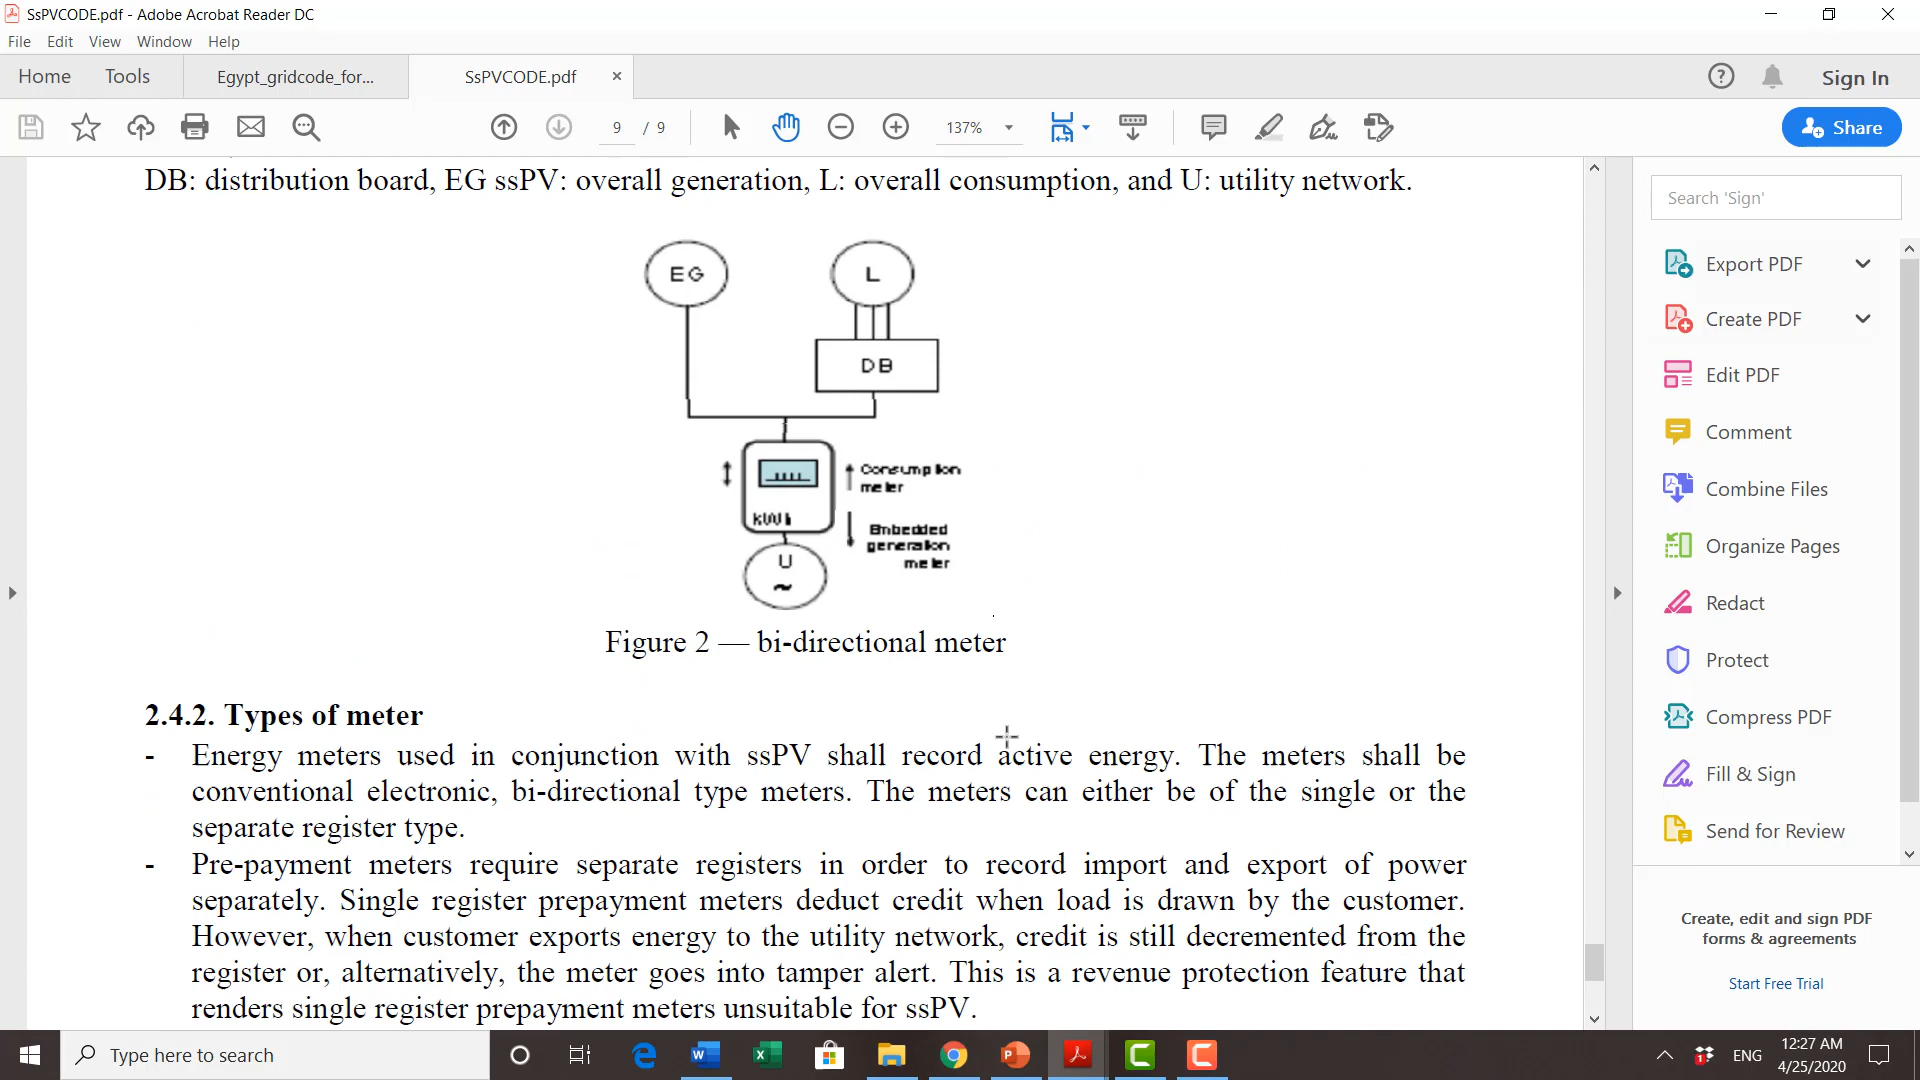 SsPVCODE.pdf - Adobe Acrobat Reader DC
File Edit View Window Help
Home Tools Egypt_gridcode_for... SsPVCODE.pdf × Sign In
9 / 9 137% Share
DB: distribution board, EG ssPV: overall generation, L: overall consumption, and U: utility network.
EG L
DB
Consumption
meter
kWh
Embedded
generation
meter
U
~
Figure 2 — bi-directional meter
2.4.2. Types of meter
- Energy meters used in conjunction with ssPV shall record active energy. The meters shall be
conventional electronic, bi-directional type meters. The meters can either be of the single or the
separate register type.
- Pre-payment meters require separate registers in order to record import and export of power
separately. Single register prepayment meters deduct credit when load is drawn by the customer.
However, when customer exports energy to the utility network, credit is still decremented from the
register or, alternatively, the meter goes into tamper alert. This is a revenue protection feature that
renders single register prepayment meters unsuitable for ssPV.
Search 'Sign'
Export PDF
Create PDF
Edit PDF
Comment
Combine Files
Organize Pages
Redact
Protect
Compress PDF
Fill & Sign
Send for Review
Create, edit and sign PDF
forms & agreements
Start Free Trial
Type here to search
ENG
12:27 AM
4/25/2020